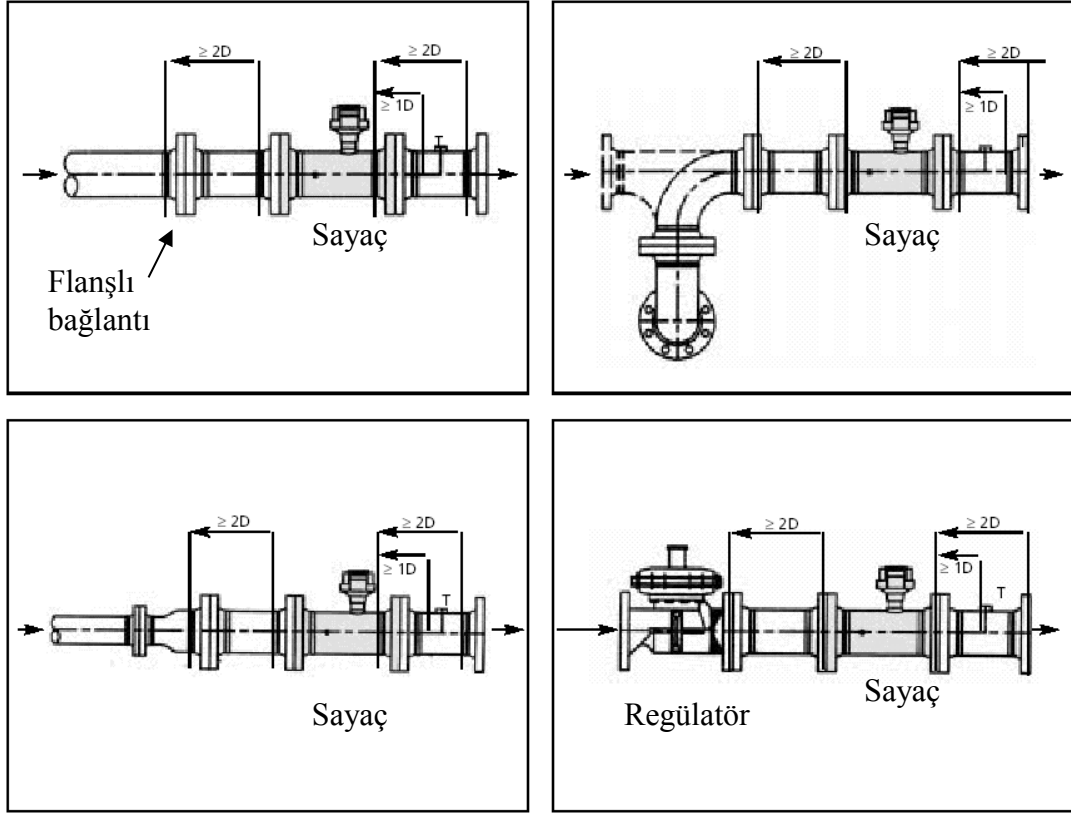 ≥ 2D
≥ 2D
≥ 1D
T
Sayaç
Flanşlı
bağlantı
≥ 2D
≥ 2D
≥ 1D
T
Sayaç
≥ 2D
≥ 2D
≥ 1D
T
Sayaç
≥ 2D
≥ 2D
≥ 1D
T
Sayaç
Regülatör